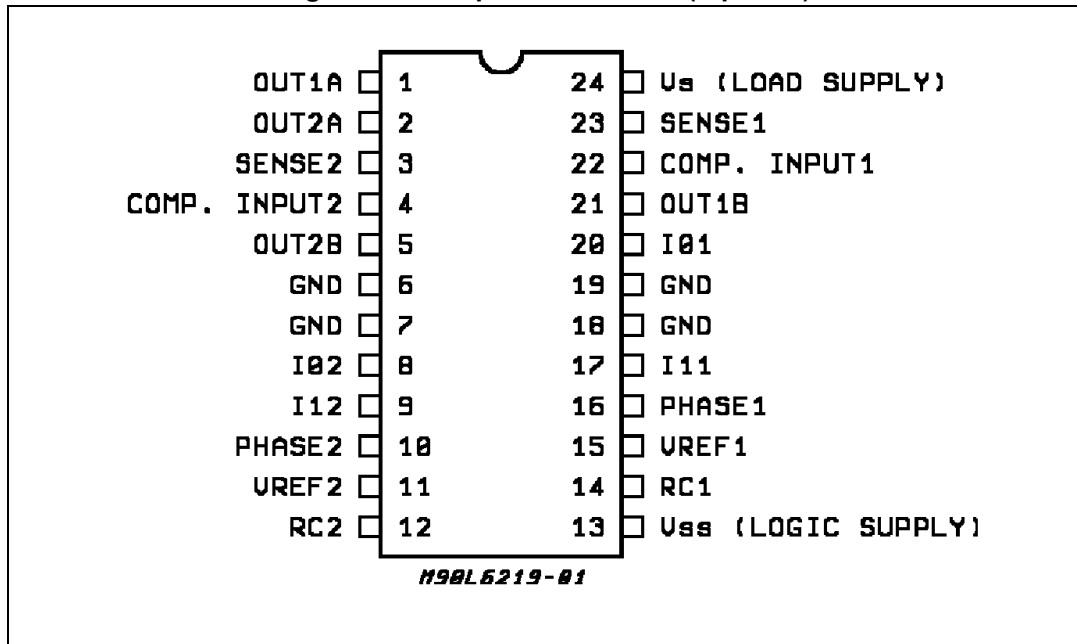 OUT1A 1 24 Vs (LOAD SUPPLY)
OUT2A 2 23 SENSE1
SENSE2 3 22 COMP. INPUT1
COMP. INPUT2 4 21 OUT1B
OUT2B 5 20 I01
GND 6 19 GND
GND 7 18 GND
I02 8 17 I11
I12 9 16 PHASE1
PHASE2 10 15 VREF1
VREF2 11 14 RC1
RC2 12 13 Vss (LOGIC SUPPLY)
M90L6219-01